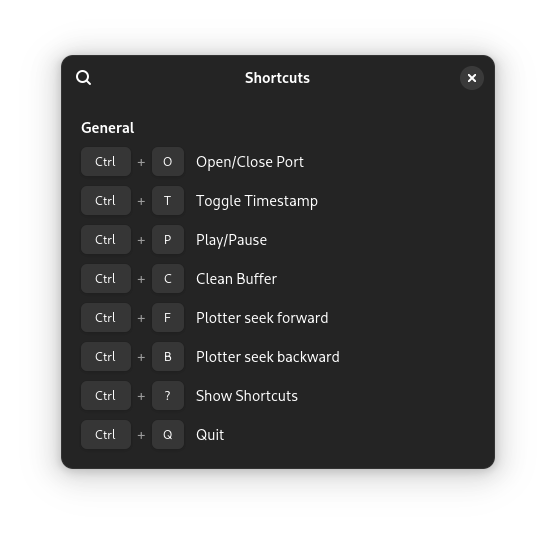 Shortcuts
General
Ctrl + O Open/Close Port
Ctrl + T Toggle Timestamp
Ctrl + P Play/Pause
Ctrl + C Clean Buffer
Ctrl + F Plotter seek forward
Ctrl + B Plotter seek backward
Ctrl + ? Show Shortcuts
Ctrl + Q Quit